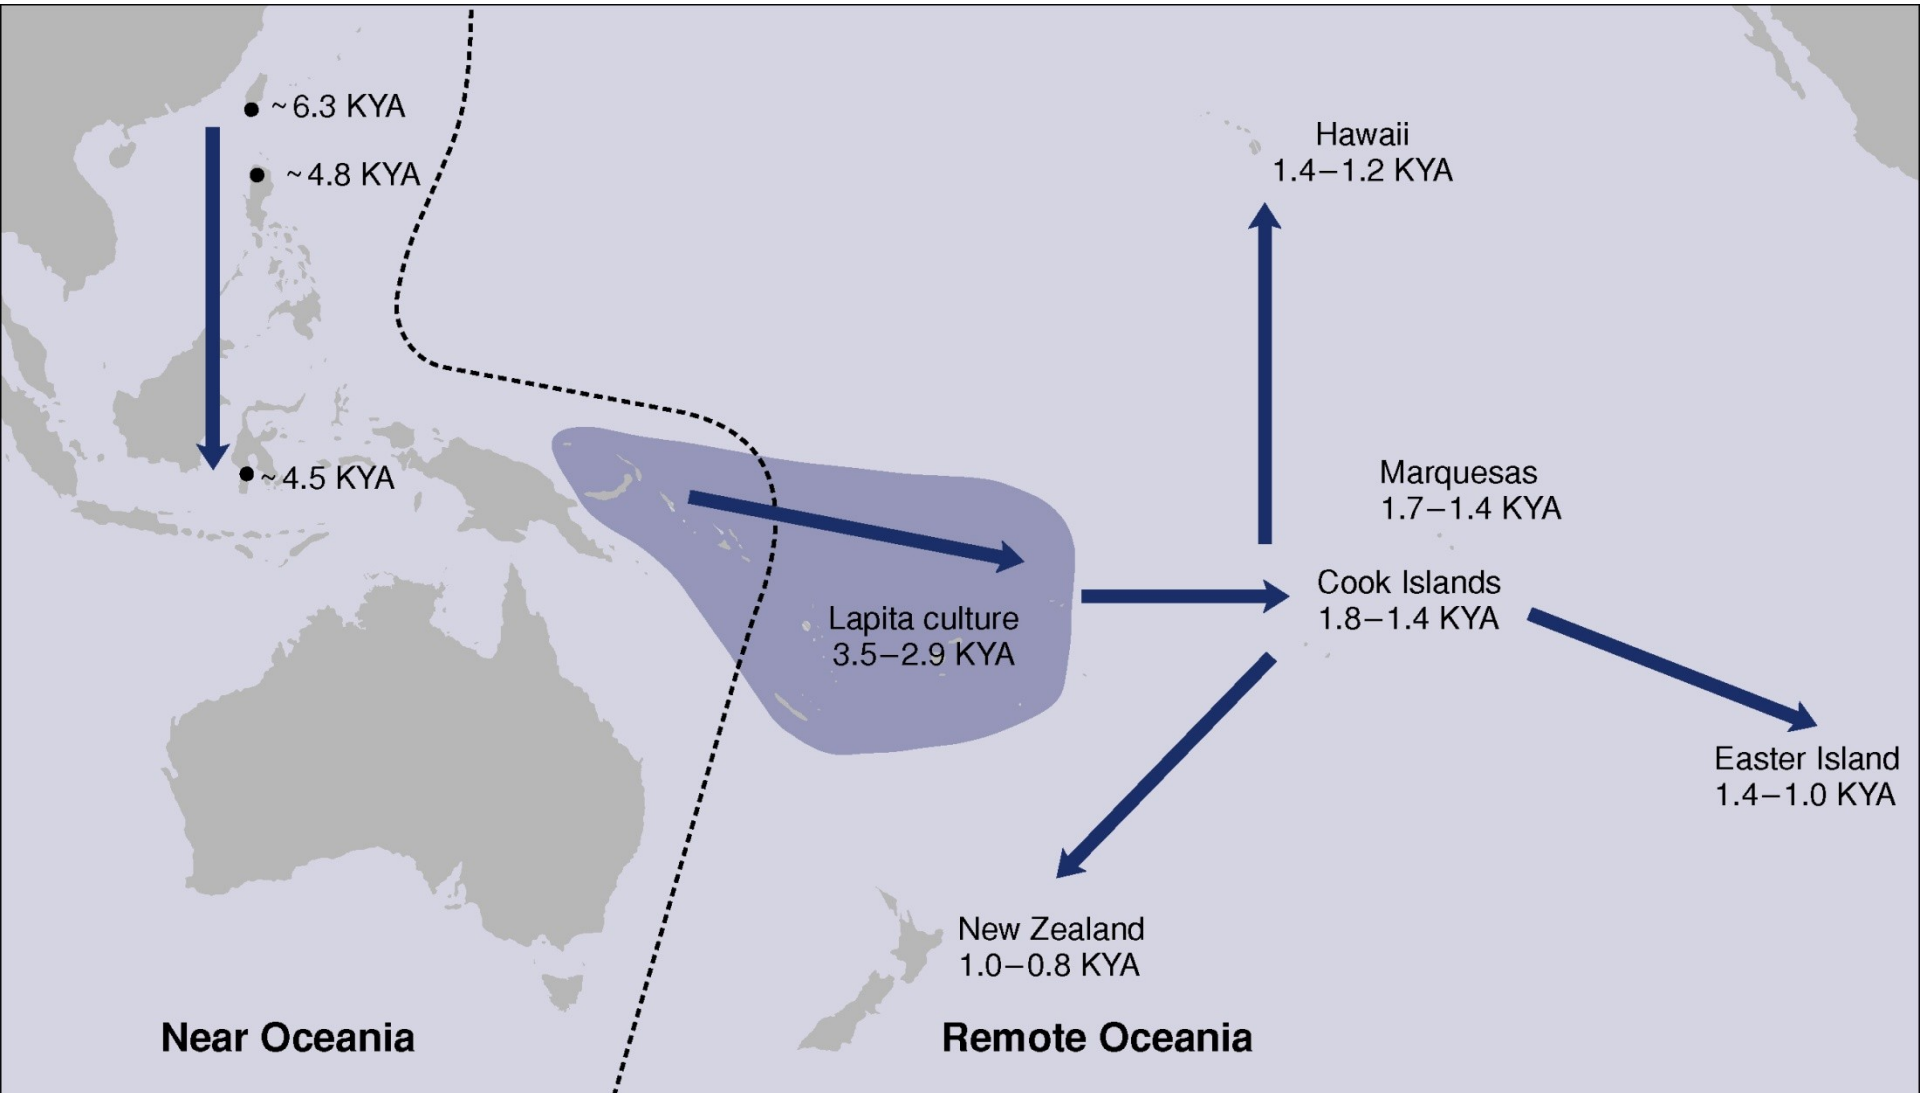 ~6.3 KYA
~4.8 KYA
~4.5 KYA
Hawaii
1.4–1.2 KYA
Marquesas
1.7–1.4 KYA
Cook Islands
1.8–1.4 KYA
Lapita culture
3.5–2.9 KYA
Easter Island
1.4–1.0 KYA
New Zealand
1.0–0.8 KYA
Near Oceania
Remote Oceania